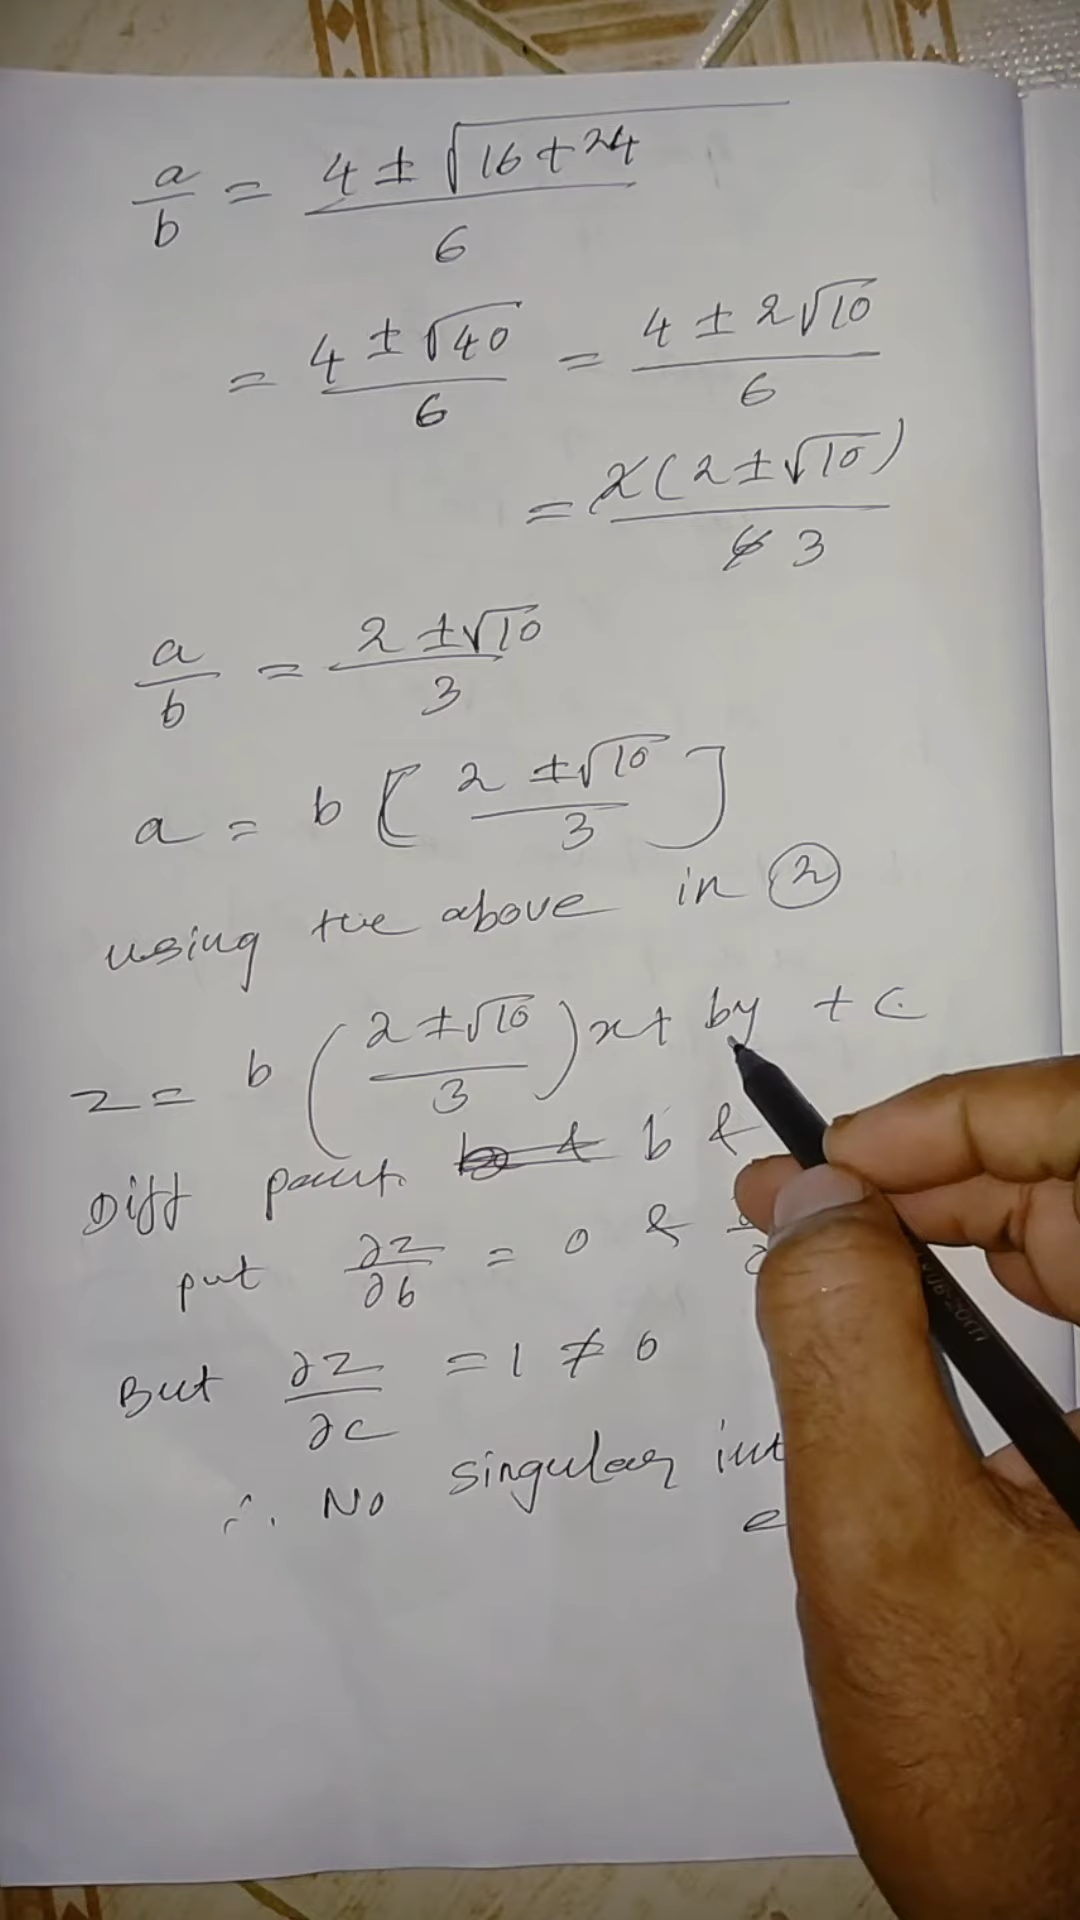 a/b = 4 ± √16+24 / 6
= 4 ± √40 / 6 = 4 ± 2√10 / 6
= 2(2 ± √10) / 6 3
a/b = 2 ± √10 / 3
a = b [ 2 ± √10 / 3 ]
using the above in ②
z = b ( 2 ± √10 / 3 ) x + by + c
Diff part. b &
put ∂z/∂b = 0 &
But ∂z/∂c = 1 ≠ 0
∴ No singular